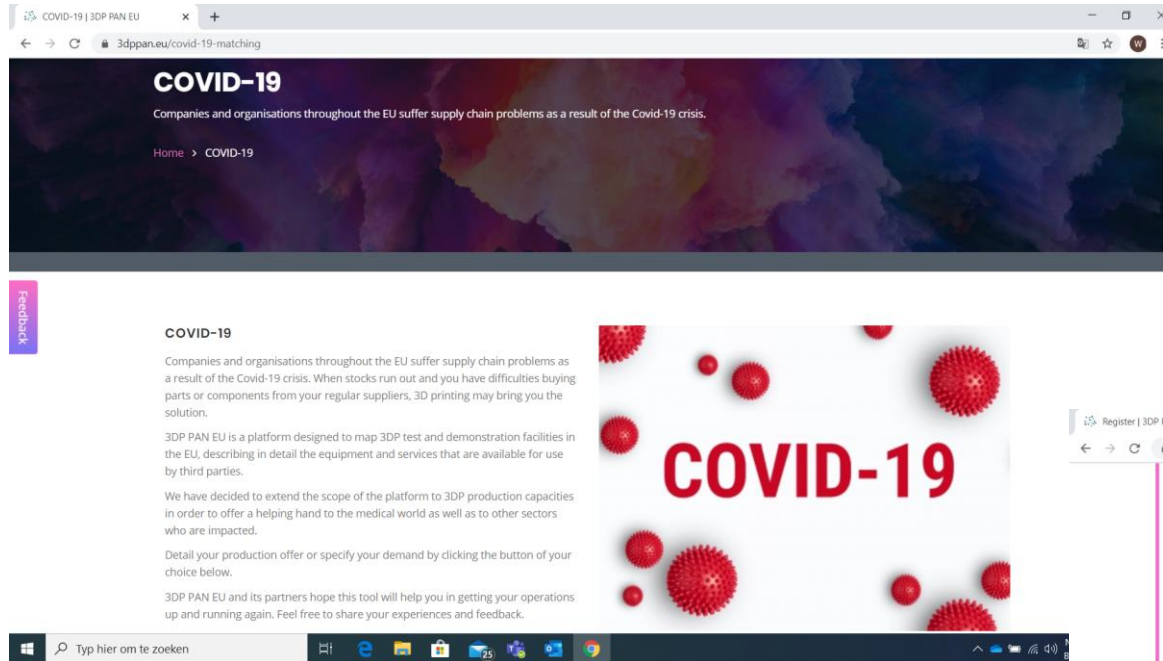 COVID-19 | 3DP PAN EU
3dppan.eu/covid-19-matching
W
COVID-19
Companies and organisations throughout the EU suffer supply chain problems as a result of the Covid-19 crisis.
Home > COVID-19
Feedback
COVID-19
Companies and organisations throughout the EU suffer supply chain problems as
a result of the Covid-19 crisis. When stocks run out and you have difficulties buying
parts or components from your regular suppliers, 3D printing may bring you the
solution.
3DP PAN EU is a platform designed to map 3DP test and demonstration facilities in
the EU, describing in detail the equipment and services that are available for use
by third parties.
We have decided to extend the scope of the platform to 3DP production capacities
in order to offer a helping hand to the medical world as well as to other sectors
who are impacted.
Detail your production offer or specify your demand by clicking the button of your
choice below.
3DP PAN EU and its partners hope this tool will help you in getting your operations
up and running again. Feel free to share your experiences and feedback.
COVID-19
Register | 3DP
Typ hier om te zoeken
25